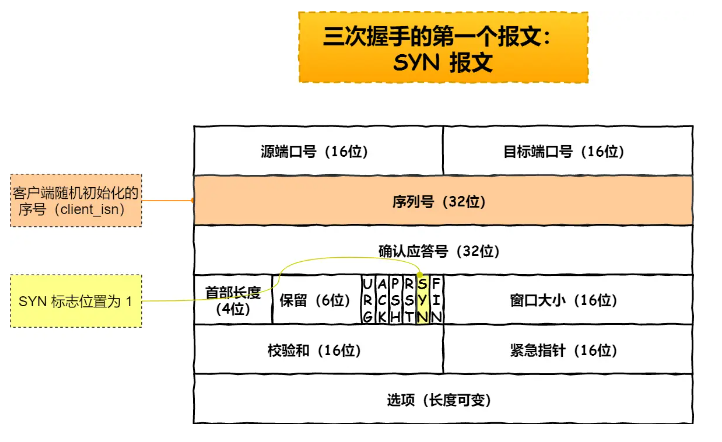 三次握手的第一个报文：
SYN 报文
源端口号（16位）
目标端口号（16位）
客户端随机初始化的
序号（client_isn）
序列号（32位）
确认应答号（32位）
SYN 标志位置为 1
首部长度
（4位）
保留（6位）
URG
ACK
PSH
RST
SYN
FIN
窗口大小（16位）
校验和（16位）
紧急指针（16位）
选项（长度可变）